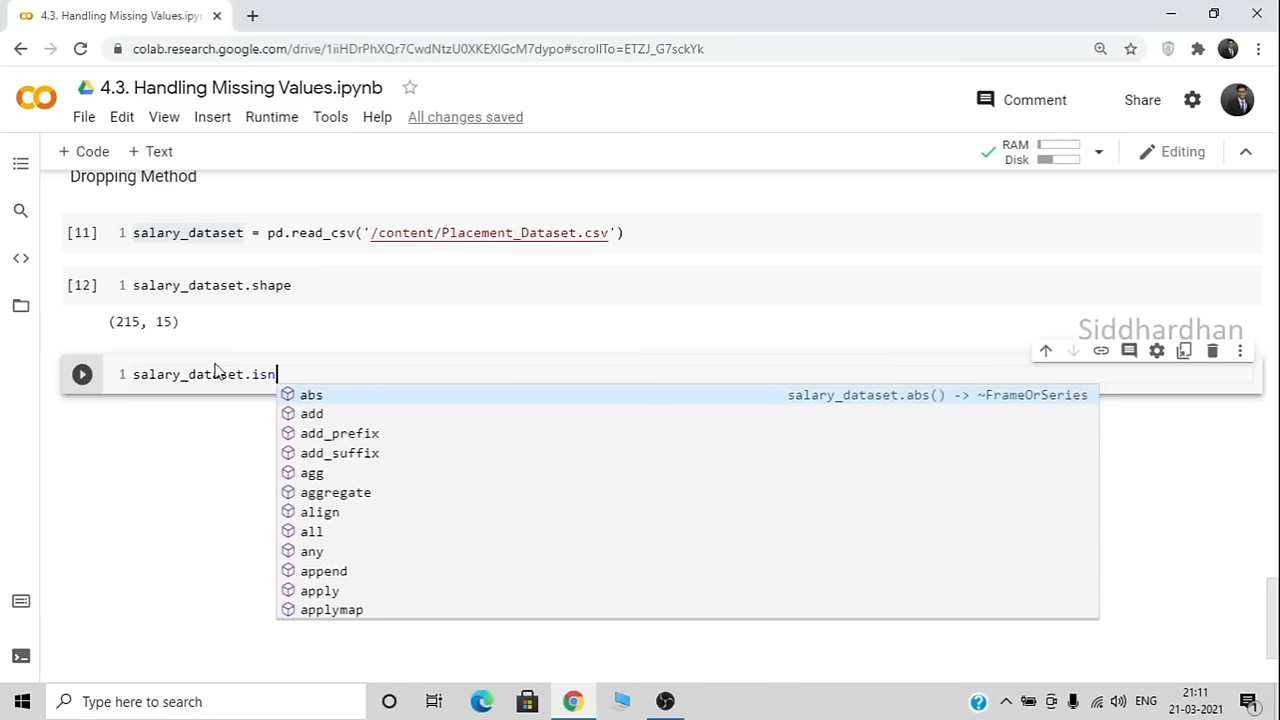 4.3. Handling Missing Values.ipyn
colab.research.google.com/drive/1iiHDrPhXQr7CwdNtzU0XKEXlGcM7dypo#scrollTo=ETZJ_G7sckYk
4.3. Handling Missing Values.ipynb
Comment
Share
File Edit View Insert Runtime Tools Help All changes saved
+ Code + Text
RAM
Disk
Editing
Dropping Method
[11] 1 salary_dataset = pd.read_csv('/content/Placement_Dataset.csv')
[12] 1 salary_dataset.shape
(215, 15)
Siddhardhan
1 salary_dataset.isn
abs salary_dataset.abs() -> ~FrameOrSeries
add
add_prefix
add_suffix
agg
aggregate
align
all
any
append
apply
applymap
Type here to search
ENG
21:11
21-03-2021
1